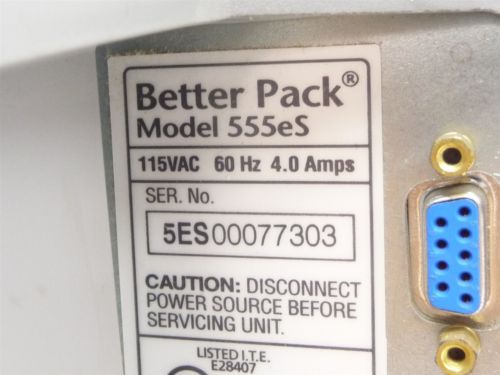 Better Pack®
Model 555eS
115VAC 60 Hz 4.0 Amps
SER. No.
5ES00077303
CAUTION: DISCONNECT
POWER SOURCE BEFORE
SERVICING UNIT.
LISTED I.T.E.
E28407